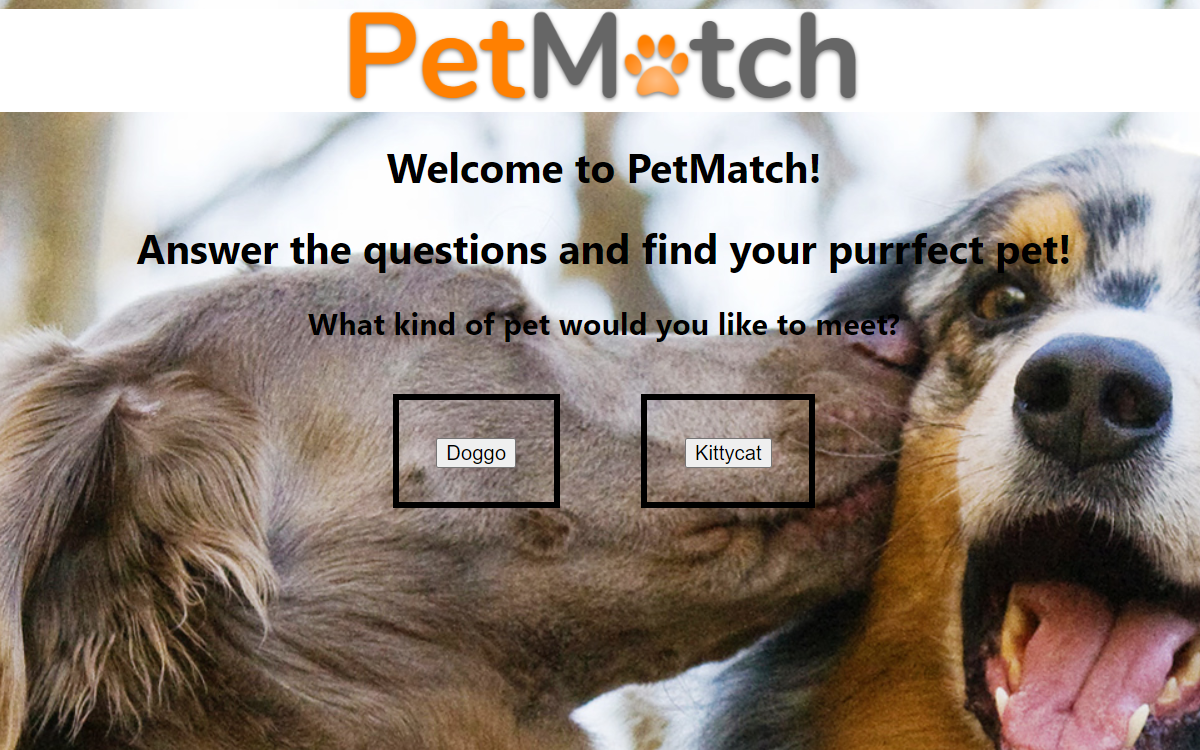 PetMatch
Welcome to PetMatch!
Answer the questions and find your purrfect pet!
What kind of pet would you like to meet?
Doggo Kittycat